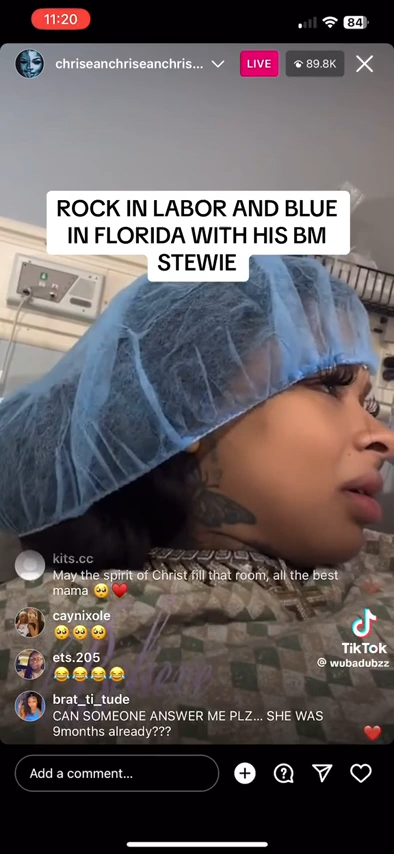 11:20
84
chriseanchriseanchris...
LIVE
89.8K
ROCK IN LABOR AND BLUE
IN FLORIDA WITH HIS BM
STEWIE
kits.cc
May the spirit of Christ fill that room, all the best
mama 🥺❤️
caynixole
🥺🥺🥺
ets.205
😂😂😂😂
brat_ti_tude
CAN SOMEONE ANSWER ME PLZ... SHE WAS
9months already???
TikTok
@ wubadubzz
Add a comment...